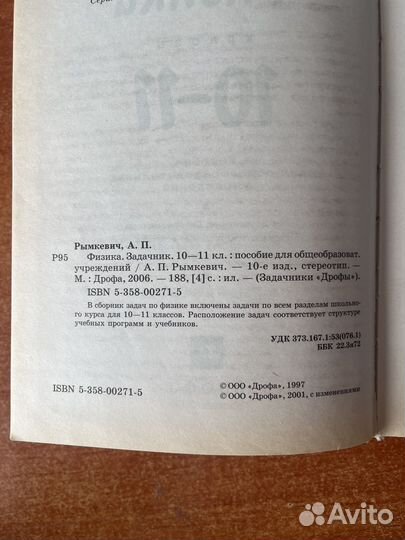 Рымкевич, А. П.
Р95 Физика. Задачник. 10—11 кл. : пособие для общеобразоват.
учреждений / А. П. Рымкевич. — 10-е изд., стереотип. —
М. : Дрофа, 2006. — 188, [4] с. : ил. — (Задачники «Дрофы»).
ISBN 5-358-00271-5
В сборник задач по физике включены задачи по всем разделам школьно-
го курса для 10—11 классов. Расположение задач соответствует структуре
учебных программ и учебников.
УДК 373.167.1:53(076.1)
ББК 22.3я72
ISBN 5-358-00271-5
© ООО «Дрофа», 1997
© ООО «Дрофа», 2001, с изменениями
Avito